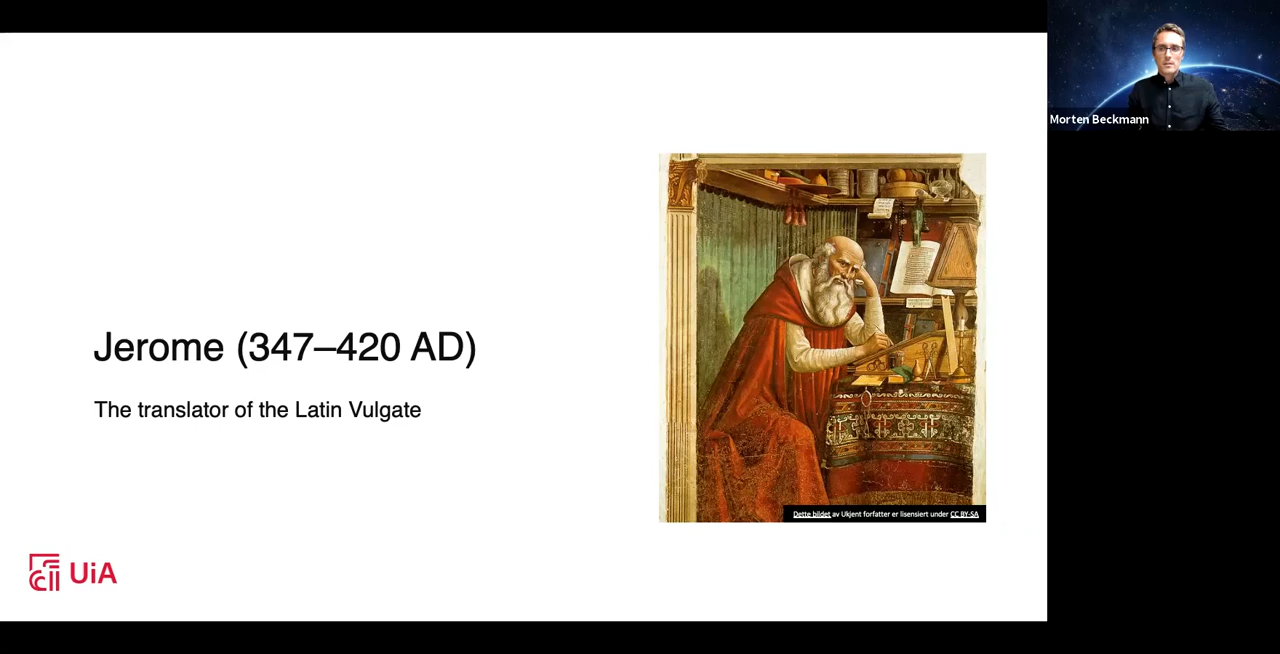 Morten Beckmann
Jerome (347–420 AD)
The translator of the Latin Vulgate
Dette bildet av Ukjent forfatter er lisensiert under CC BY-SA
UiA